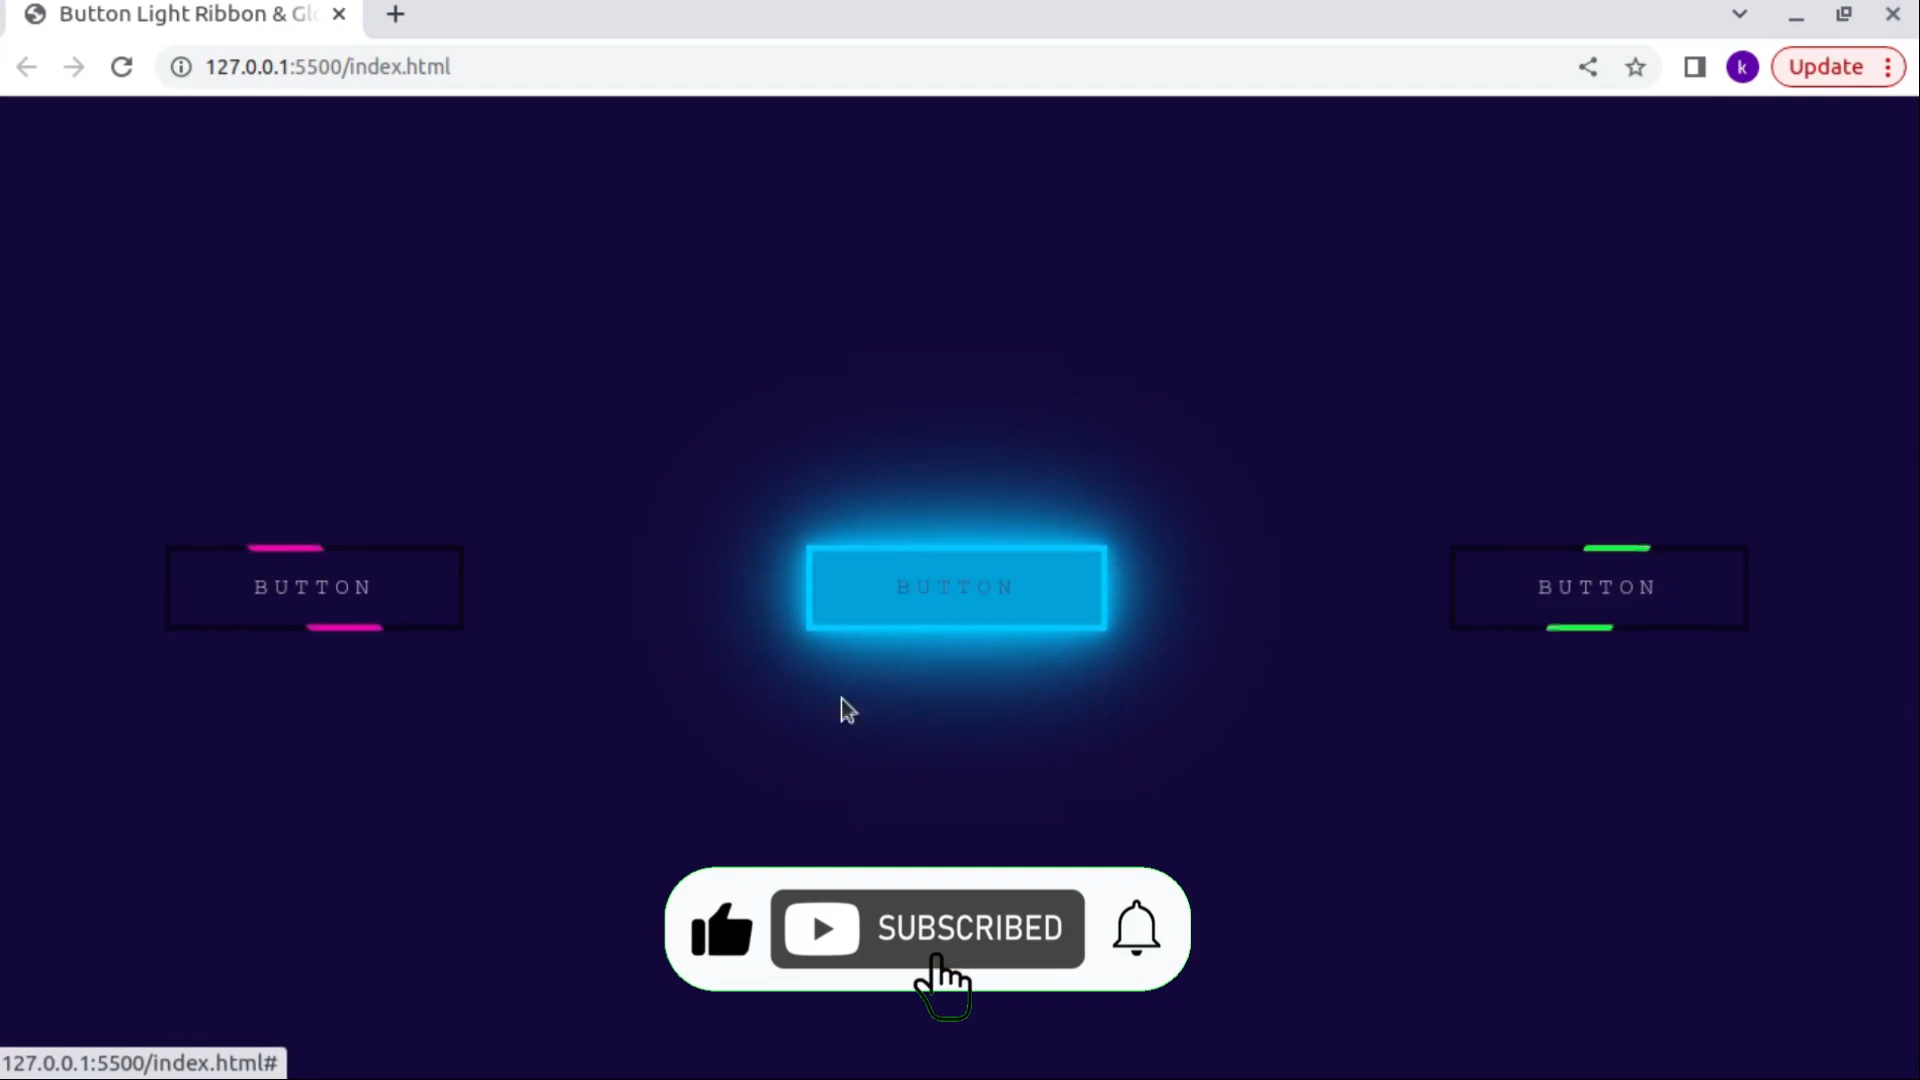 Button Light Ribbon & Glo
127.0.0.1:5500/index.html
k
Update
BUTTON
BUTTON
BUTTON
SUBSCRIBED
127.0.0.1:5500/index.html#